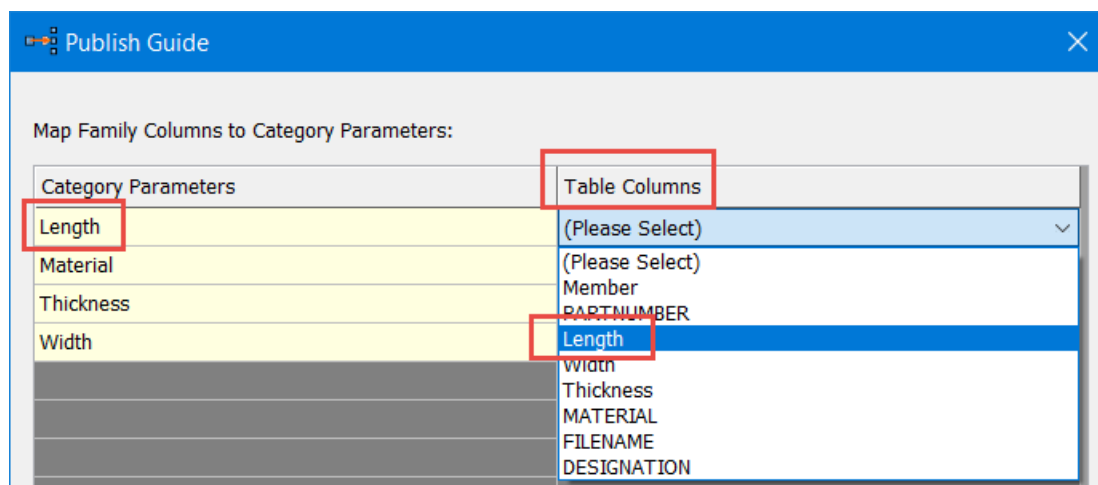 Publish Guide
Map Family Columns to Category Parameters:
Category Parameters Table Columns
Length (Please Select)
Material (Please Select)
Member
Thickness PARTNUMBER
Width Length
Width
Thickness
MATERIAL
FILENAME
DESIGNATION